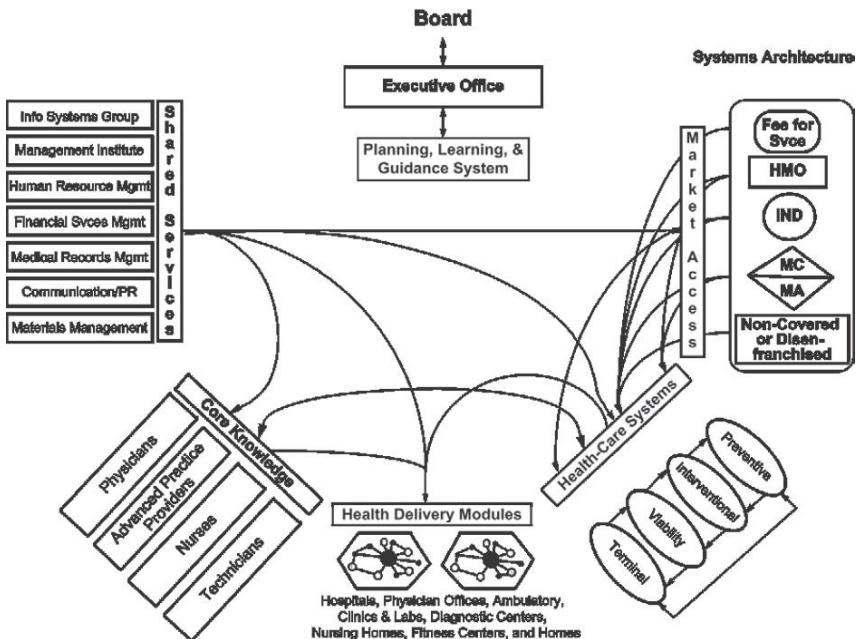 Board
Systems Architecture
Executive Office
Planning, Learning, &
Guidance System
Info Systems Group
Management Institute
Human Resource Mgmt
Financial Svces Mgmt
Medical Records Mgmt
Communication/PR
Materials Management
Shared Services
Market Access
Fee for
Svce
HMO
IND
MC
MA
Non-Covered
or Disen-
franchised
Core Knowledge
Physicians
Advanced Practice
Providers
Nurses
Technicians
Health Delivery Modules
Hospitals, Physician Offices, Ambulatory,
Clinics & Labs, Diagnostic Centers,
Nursing Homes, Fitness Centers, and Homes
Health-Care Systems
Preventive
Interventional
Viability
Terminal